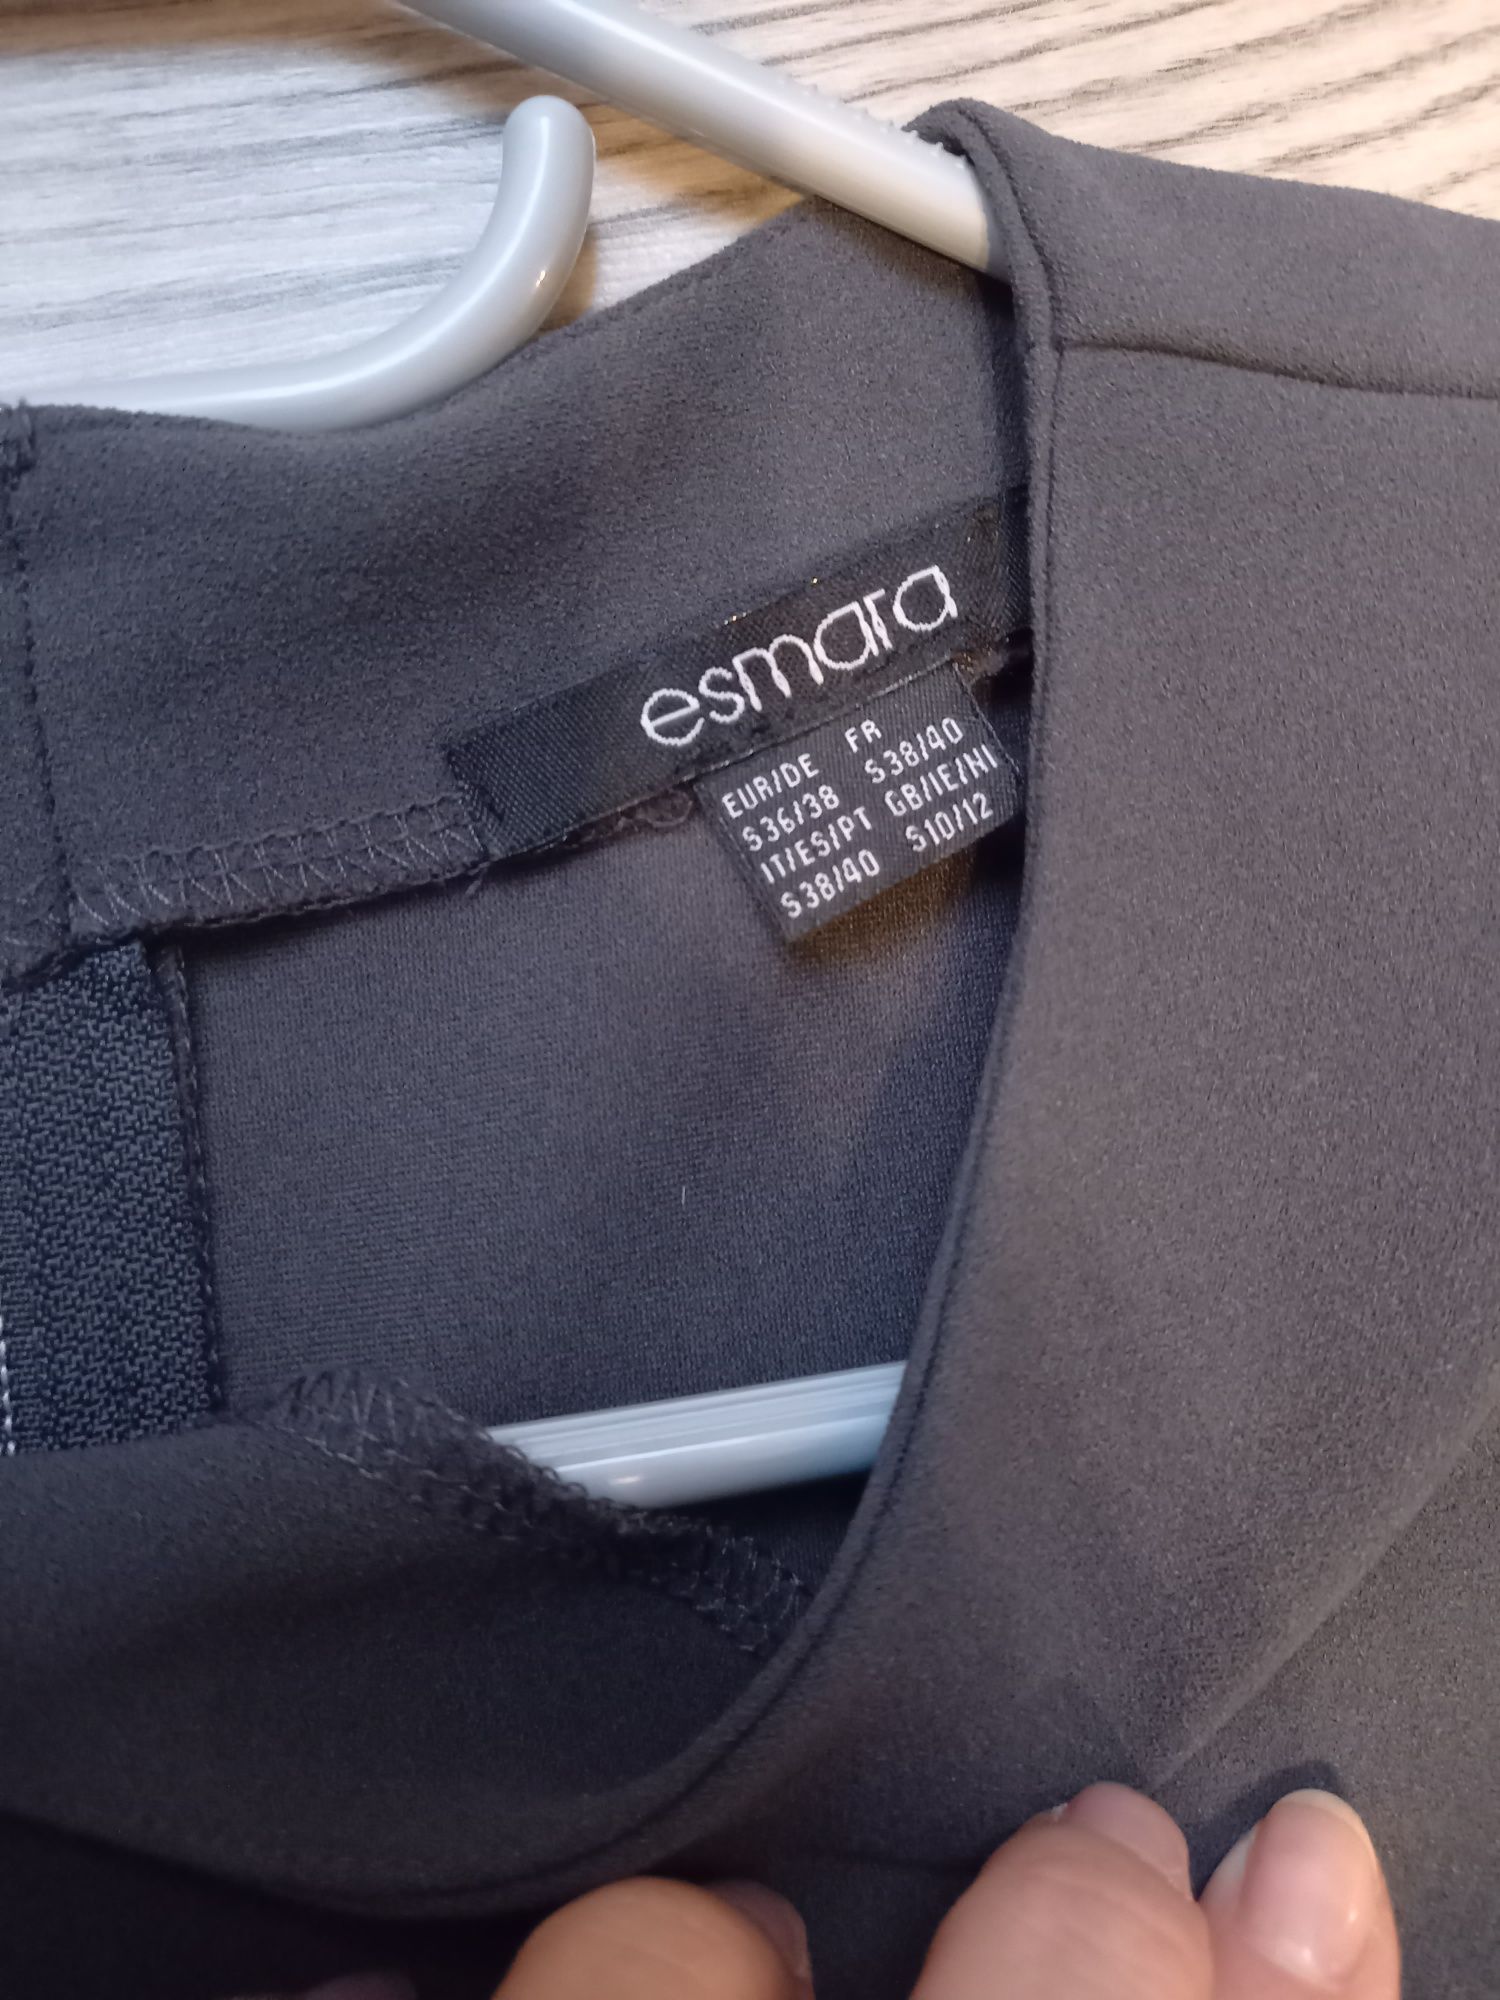 esmara
EUR/DE FR
S36/38 S38/40
IT/ES/PT GB/IE/NI
S38/40 S10/12